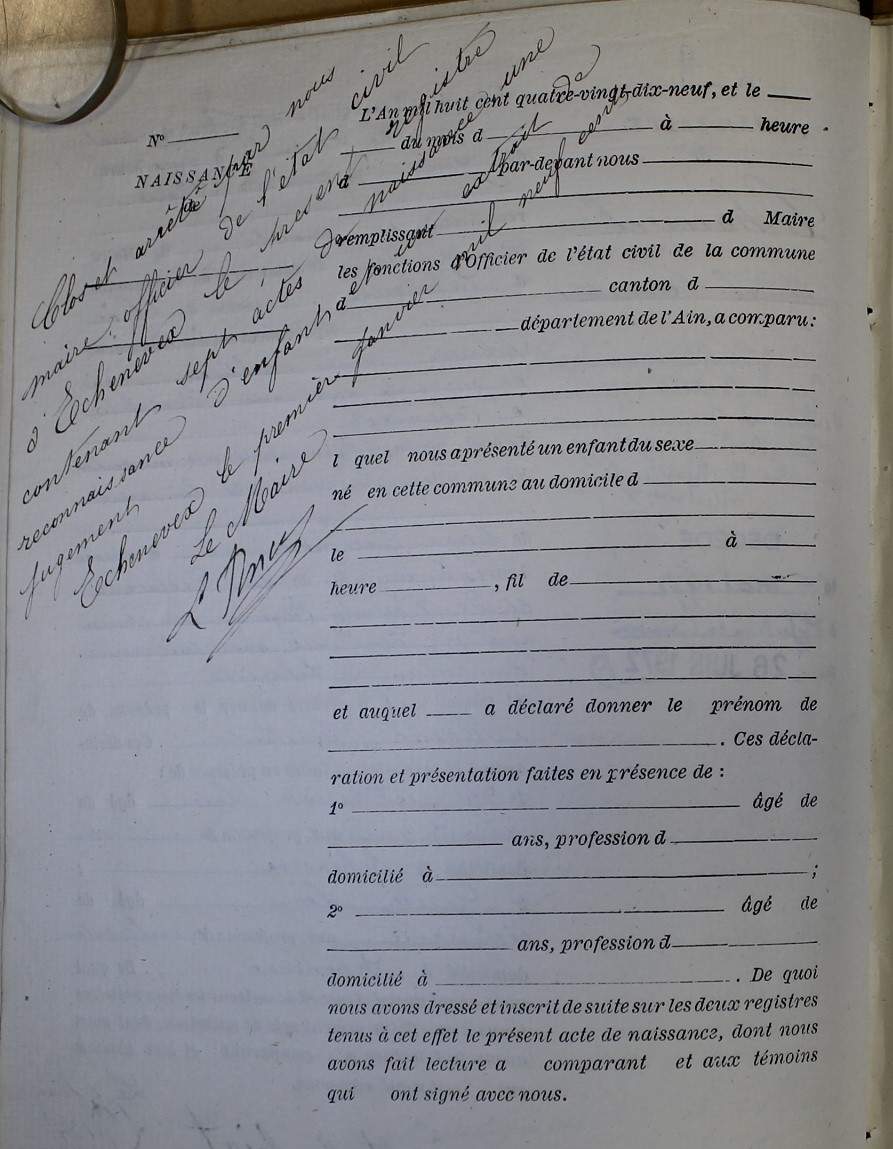 Clos et arrêté par nous
maire, officier de l'état civil
d'Echenevex le présent registre
contenant sept actes de naissance une
reconnaissance d'enfant et un extrait de
jugement
Echenevex le premier janvier mil neuf cents
Le Maire
N°
NAISSANCE
de
L'An mil huit cent quatre-vingt-dix-neuf, et le
du mois d à heure
d par-devant nous
remplissant d Maire
les fonctions d'Officier de l'état civil de la commune
d canton d
département de l'Ain, a comparu:
l quel nous a présenté un enfant du sexe
né en cette commune au domicile d
le à
heure , fil de
et auquel a déclaré donner le prénom de
. Ces décla-
ration et présentation faites en présence de :
1° âgé de
ans, profession d
domicilié à ;
2° âgé de
ans, profession d
domicilié à . De quoi
nous avons dressé et inscrit de suite sur les deux registres
tenus à cet effet le présent acte de naissance, dont nous
avons fait lecture a comparant et aux témoins
qui ont signé avec nous.